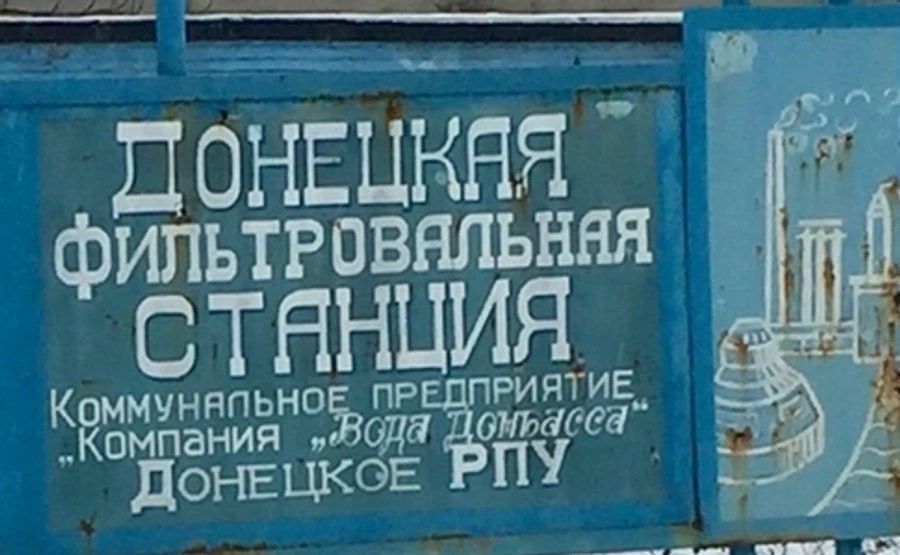 ДОНЕЦКАЯ
ФИЛЬТРОВАЛЬНАЯ
СТАНЦИЯ
КОММУНАЛЬНОЕ ПРЕДПРИЯТИЕ
„Компания „Вода Донбасса“
ДОНЕЦКОЕ РПУ